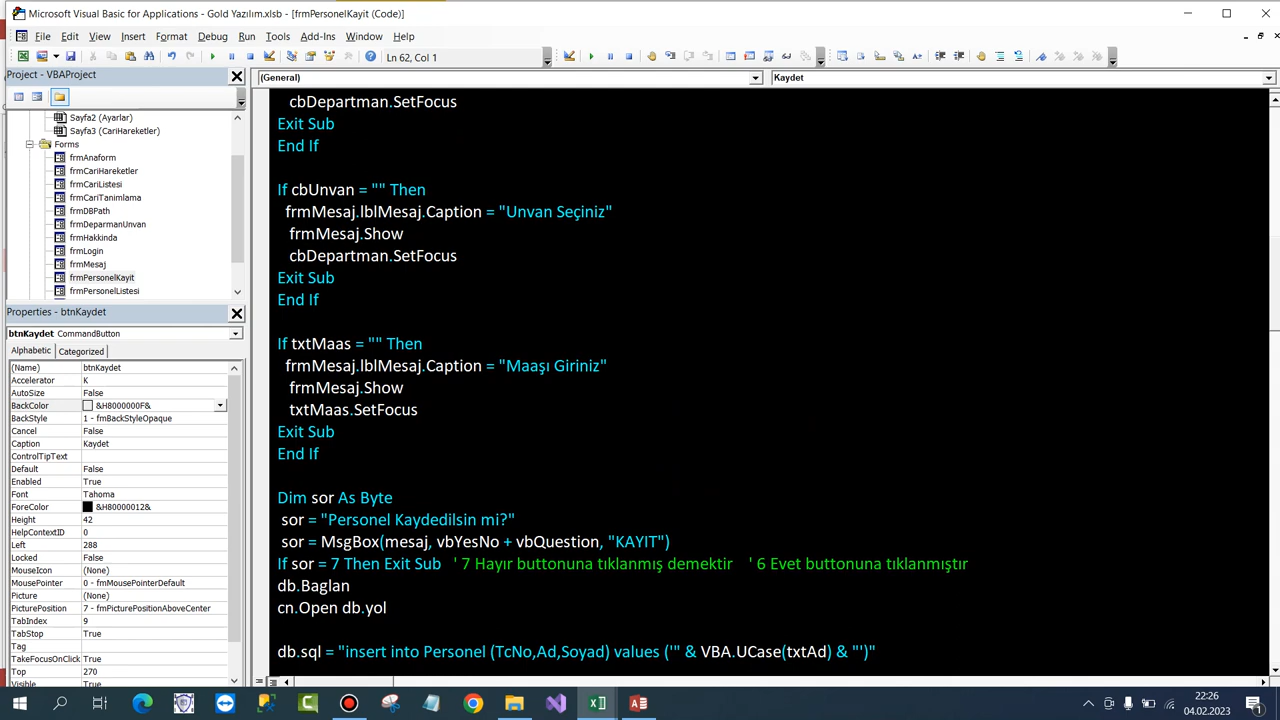 Microsoft Visual Basic for Applications - Gold Yazılım.xlsb - [frmPersonelKayit (Code)]
File Edit View Insert Format Debug Run Tools Add-Ins Window Help
Ln 62, Col 1
Project - VBAProject
(General)
Kaydet
Sayfa2 (Ayarlar)
Sayfa3 (CariHareketler)
Forms
frmAnaform
frmCariHareketler
frmCariListesi
frmCariTanimlama
frmDBPath
frmDeparmanUnvan
frmHakkinda
frmLogin
frmMesaj
frmPersonelKayit
frmPersonelListesi
Properties - btnKaydet
btnKaydet CommandButton
Alphabetic Categorized
(Name) btnKaydet
Accelerator K
AutoSize False
BackColor &H8000000F&
BackStyle 1 - fmBackStyleOpaque
Cancel False
Caption Kaydet
ControlTipText
Default False
Enabled True
Font Tahoma
ForeColor &H80000012&
Height 42
HelpContextID 0
Left 288
Locked False
MouseIcon (None)
MousePointer 0 - fmMousePointerDefault
Picture (None)
PicturePosition 7 - fmPicturePositionAboveCenter
TabIndex 9
TabStop True
Tag
TakeFocusOnClick True
Top 270
Visible True
cbDepartman.SetFocus
Exit Sub
End If
If cbUnvan = "" Then
frmMesaj.lblMesaj.Caption = "Unvan Seçiniz"
frmMesaj.Show
cbDepartman.SetFocus
Exit Sub
End If
If txtMaas = "" Then
frmMesaj.lblMesaj.Caption = "Maaşı Giriniz"
frmMesaj.Show
txtMaas.SetFocus
Exit Sub
End If
Dim sor As Byte
sor = "Personel Kaydedilsin mi?"
sor = MsgBox(mesaj, vbYesNo + vbQuestion, "KAYIT")
If sor = 7 Then Exit Sub ' 7 Hayır buttonuna tıklanmış demektir ' 6 Evet buttonuna tıklanmıştır
db.Baglan
cn.Open db.yol
db.sql = "insert into Personel (TcNo,Ad,Soyad) values ('" & VBA.UCase(txtAd) & "')"
22:26
04.02.2023